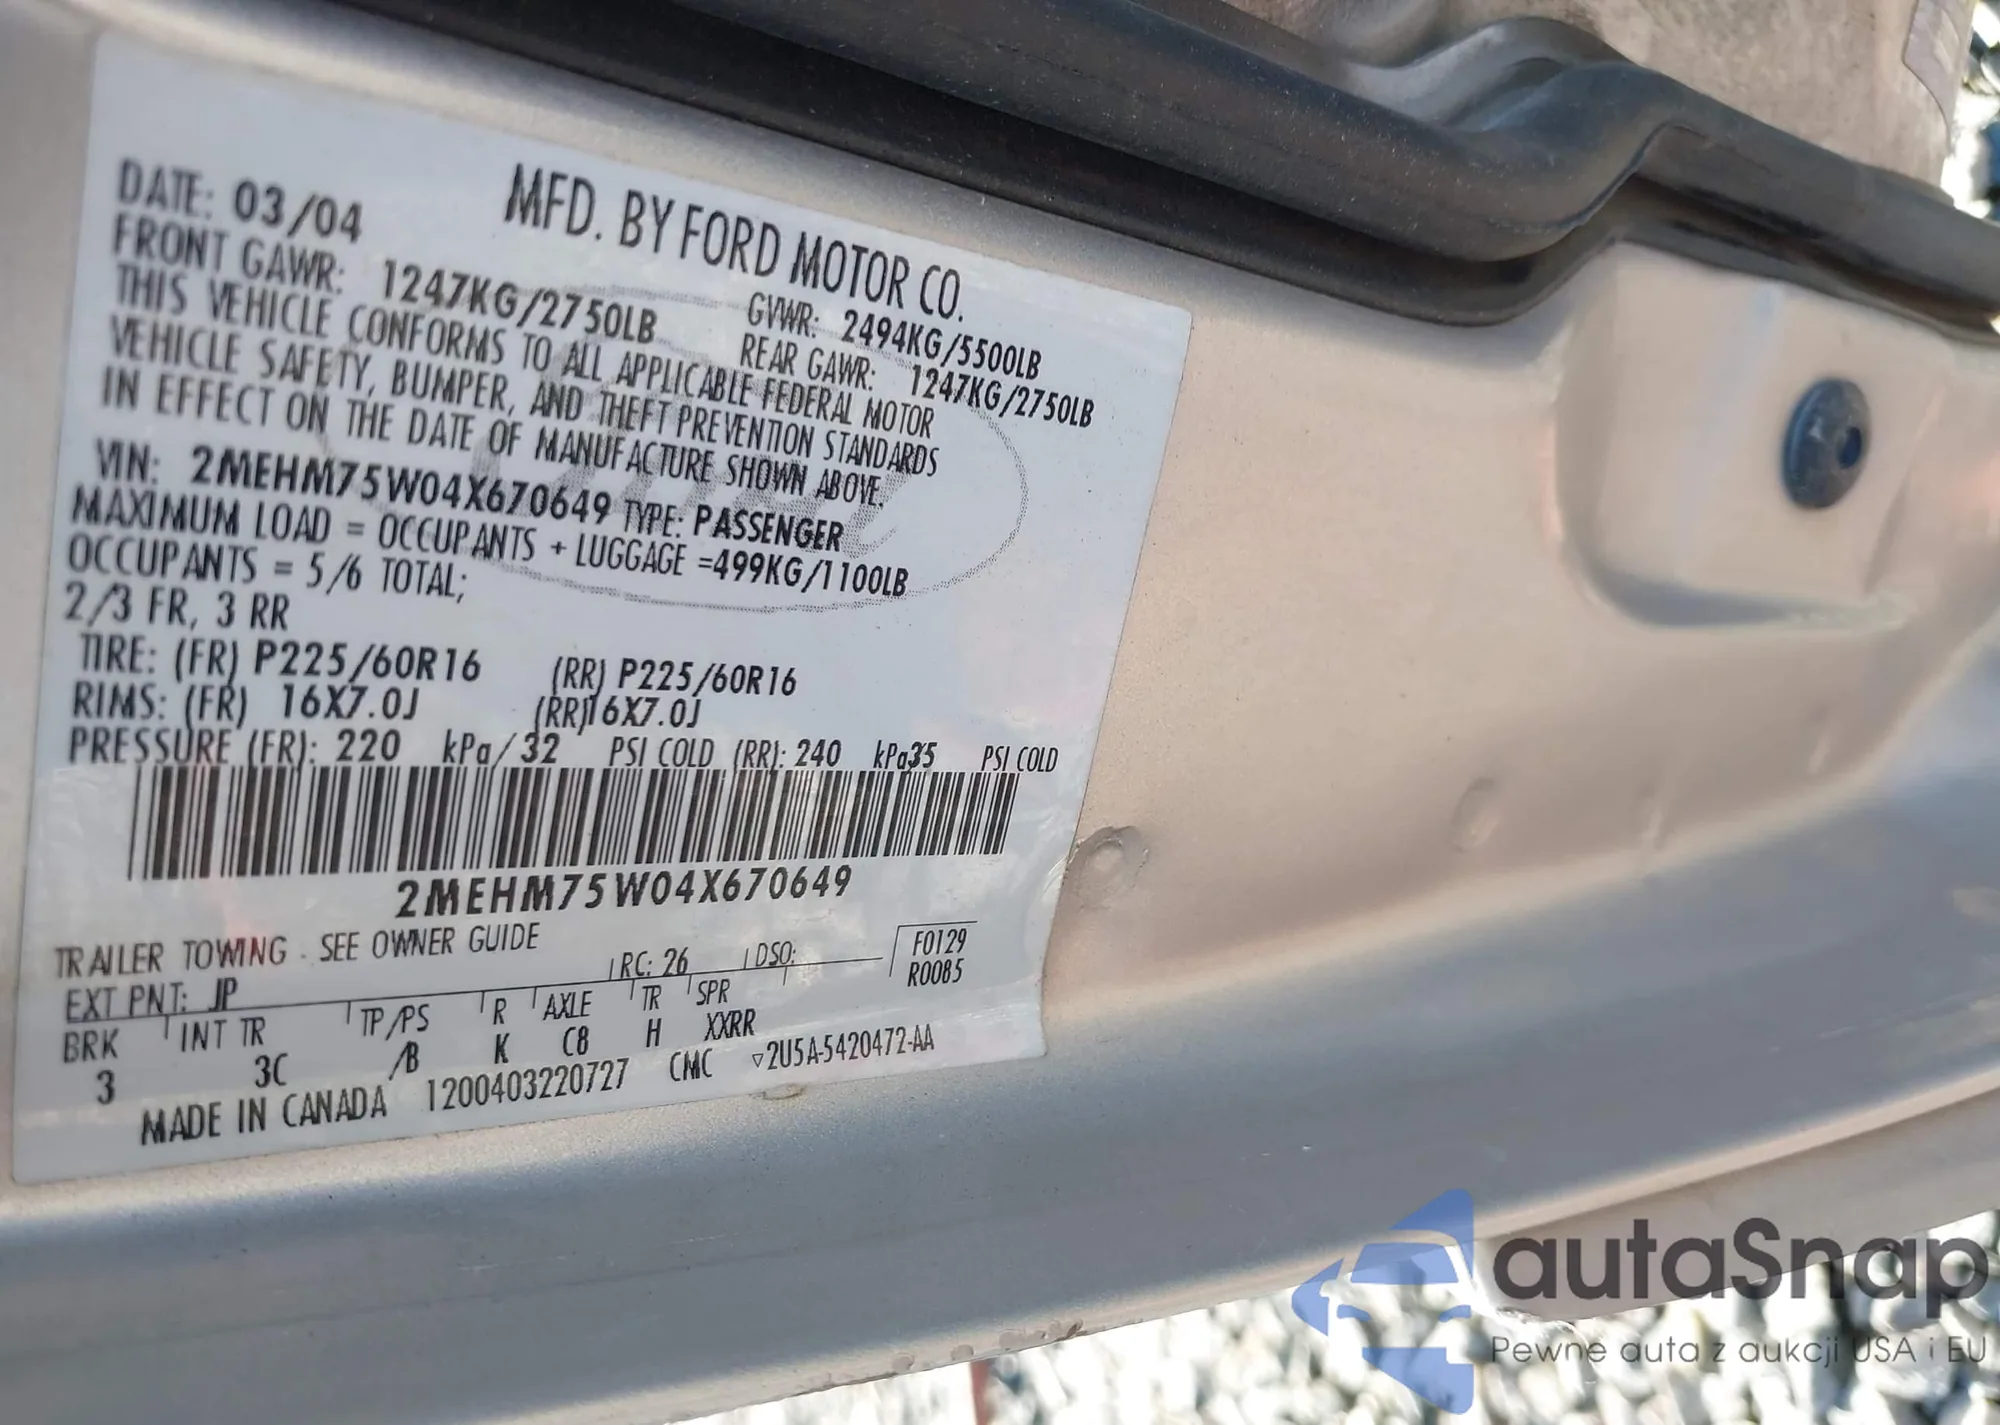 MFD. BY FORD MOTOR CO.
DATE: 03/04 GVWR: 2494KG/5500LB
FRONT GAWR: 1247KG/2750LB REAR GAWR: 1247KG/2750LB
THIS VEHICLE CONFORMS TO ALL APPLICABLE FEDERAL MOTOR
VEHICLE SAFETY, BUMPER, AND THEFT PREVENTION STANDARDS
IN EFFECT ON THE DATE OF MANUFACTURE SHOWN ABOVE.
VIN: 2MEHM75W04X670649 TYPE: PASSENGER
MAXIMUM LOAD = OCCUPANTS + LUGGAGE =499KG/1100LB
OCCUPANTS = 5/6 TOTAL;
2/3 FR, 3 RR
TIRE: (FR) P225/60R16 (RR) P225/60R16
RIMS: (FR) 16X7.0J (RR)16X7.0J
PRESSURE (FR): 220 kPa/ 32 PSI COLD (RR): 240 kPa/35 PSI COLD
2MEHM75W04X670649
TRAILER TOWING - SEE OWNER GUIDE
EXT PNT: JP RC: 26 DSO: F0129
R0085
BRK INT TR TP/PS R AXLE TR SPR
3 3C /B K C8 H XXRR
MADE IN CANADA 1200403220727 CMC ▽2U5A-5420472-AA
autaSnap
Pewne auta z aukcji USA i EU